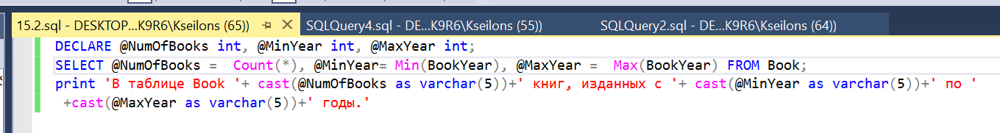 15.2.sql - DESKTOP...K9R6\Kseilons (65))
SQLQuery4.sql - DE...K9R6\Kseilons (55))
SQLQuery2.sql - DE...K9R6\Kseilons (64))
DECLARE @NumOfBooks int, @MinYear int, @MaxYear int;
SELECT @NumOfBooks =  Count(*), @MinYear= Min(BookYear), @MaxYear =  Max(BookYear) FROM Book;
print 'В таблице Book '+ cast(@NumOfBooks as varchar(5))+' книг, изданных с '+ cast(@MinYear as varchar(5))+' по '
+cast(@MaxYear as varchar(5))+' годы.'